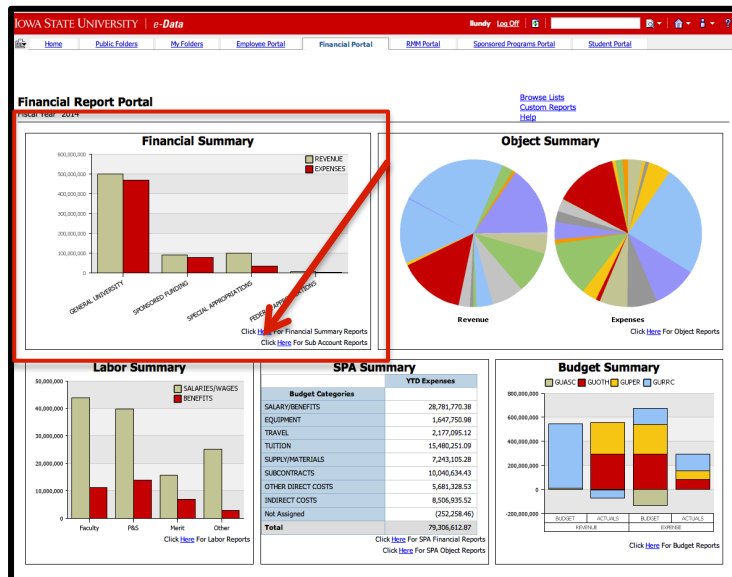 IOWA STATE UNIVERSITY | e-Data
llundy Log Off
Home Public Folders My Folders Employee Portal Financial Portal RMM Portal Sponsored Programs Portal Student Portal
Financial Report Portal
Fiscal Year 2014
Browse Lists
Custom Reports
Help
Financial Summary
REVENUE
EXPENSES
600,000,000
500,000,000
400,000,000
300,000,000
200,000,000
100,000,000
0
GENERAL UNIVERSITY
SPONSORED FUNDING
SPECIAL APPROPRIATIONS
FEDERAL APPROPRIATIONS
Click Here For Financial Summary Reports
Click Here For Sub Account Reports
Object Summary
Revenue Expenses
Click Here For Object Reports
Labor Summary
SALARIES/WAGES
BENEFITS
50,000,000
40,000,000
30,000,000
20,000,000
10,000,000
0
Faculty P&S Merit Other
Click Here For Labor Reports
SPA Summary
YTD Expenses
Budget Categories
SALARY/BENEFITS 28,781,770.38
EQUIPMENT 1,647,750.98
TRAVEL 2,177,095.12
TUITION 15,480,251.09
SUPPLY/MATERIALS 7,243,105.28
SUBCONTRACTS 10,040,634.43
OTHER DIRECT COSTS 5,681,328.53
INDIRECT COSTS 8,506,935.52
Not Assigned (252,258.46)
Total 79,306,612.87
Click Here For SPA Financial Reports
Click Here For SPA Object Reports
Budget Summary
GUASC GUOTH GUPER GURRC
800,000,000
600,000,000
400,000,000
200,000,000
0
-200,000,000
BUDGET ACTUALS BUDGET ACTUALS
REVENUE EXPENSE
Click Here For Budget Reports